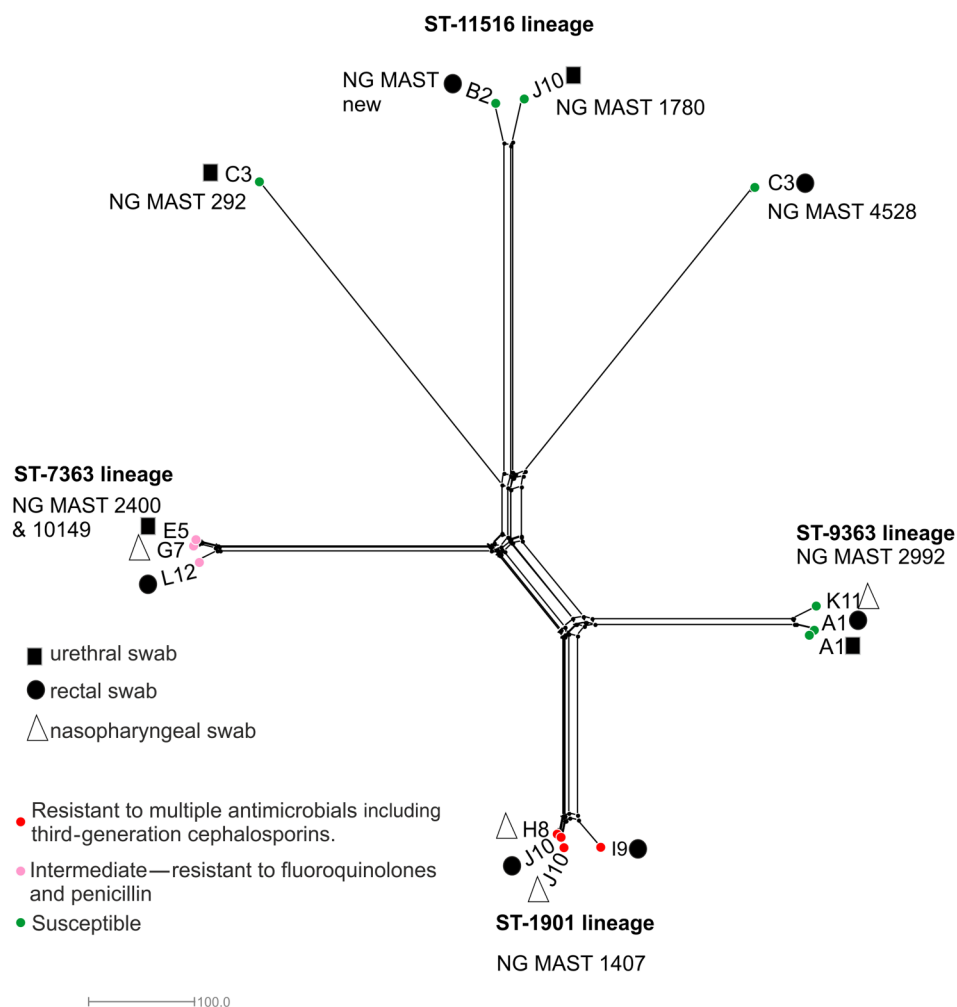 ST-11516 lineage
NG MAST
new
B2
J10
NG MAST 1780
C3
NG MAST 292
C3
NG MAST 4528
ST-7363 lineage
NG MAST 2400
& 10149
E5
G7
L12
ST-9363 lineage
NG MAST 2992
K11
A1
A1
urethral swab
rectal swab
nasopharyngeal swab
Resistant to multiple antimicrobials including
third-generation cephalosporins.
Intermediate—resistant to fluoroquinolones
and penicillin
Susceptible
H8
J10
J10
I9
ST-1901 lineage
NG MAST 1407
100.0